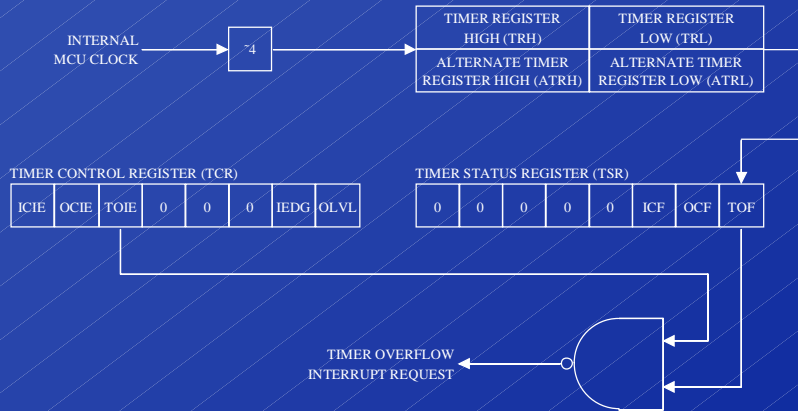 TIMER REGISTER
HIGH (TRH)
TIMER REGISTER
LOW (TRL)
INTERNAL
MCU CLOCK
˜4
ALTERNATE TIMER
REGISTER HIGH (ATRH)
ALTERNATE TIMER
REGISTER LOW (ATRL)
TIMER CONTROL REGISTER (TCR)
ICIE OCIE TOIE 0 0 0 IEDG OLVL
TIMER STATUS REGISTER (TSR)
0 0 0 0 0 ICF OCF TOF
TIMER OVERFLOW
INTERRUPT REQUEST